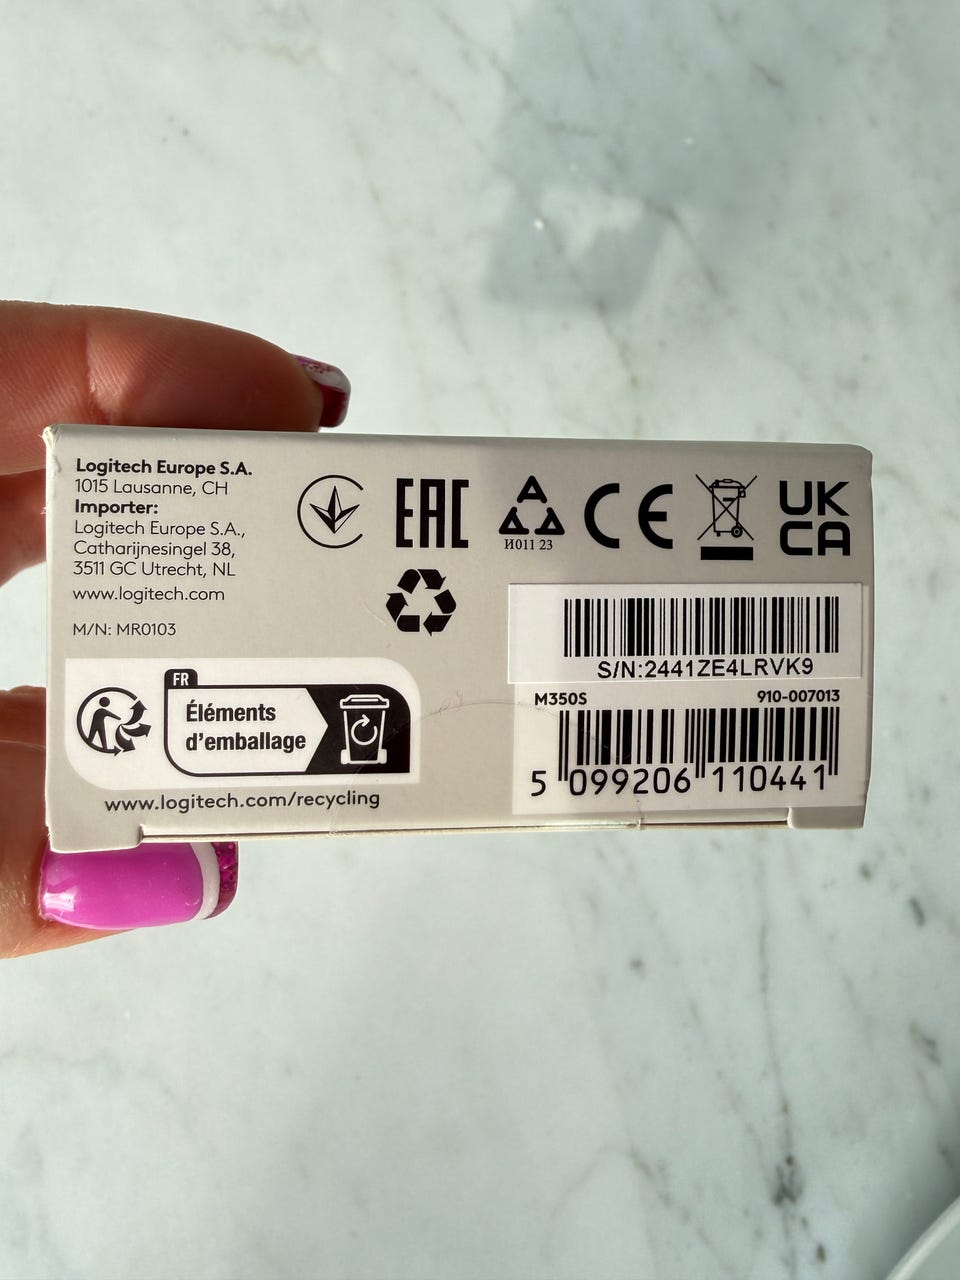 Logitech Europe S.A.
1015 Lausanne, CH
Importer:
Logitech Europe S.A.,
Catharijnesingel 38,
3511 GC Utrecht, NL
www.logitech.com
M/N: MR0103
EAC
И011 23
CE
UK
CA
S/N:2441ZE4LRVK9
M350S 910-007013
5 099206 110441
FR
Éléments
d'emballage
www.logitech.com/recycling